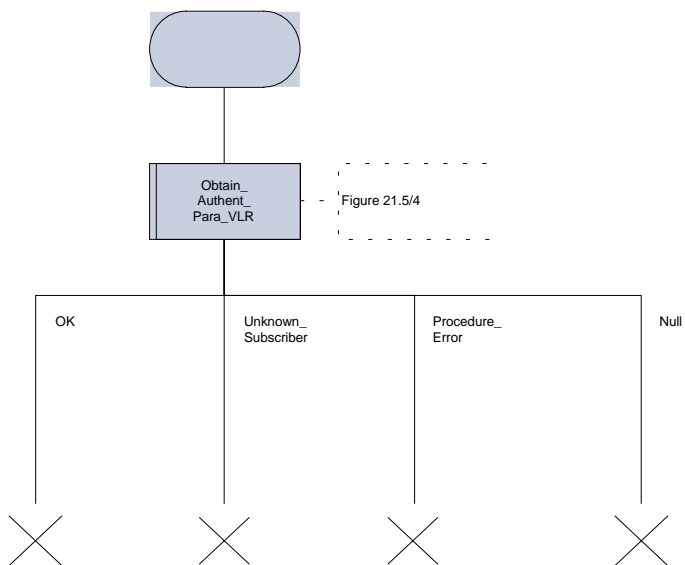 Obtain_
Authent_
Para_VLR
Figure 21.5/4
OK
Unknown_
Subscriber
Procedure_
Error
Null